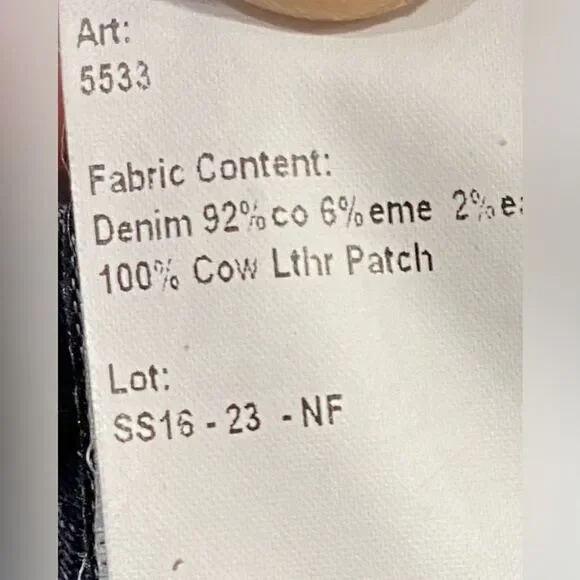 Art:
5533
Fabric Content:
Denim 92%co 6%eme 2%
100% Cow Lthr Patch
Lot:
SS16 - 23 - NF